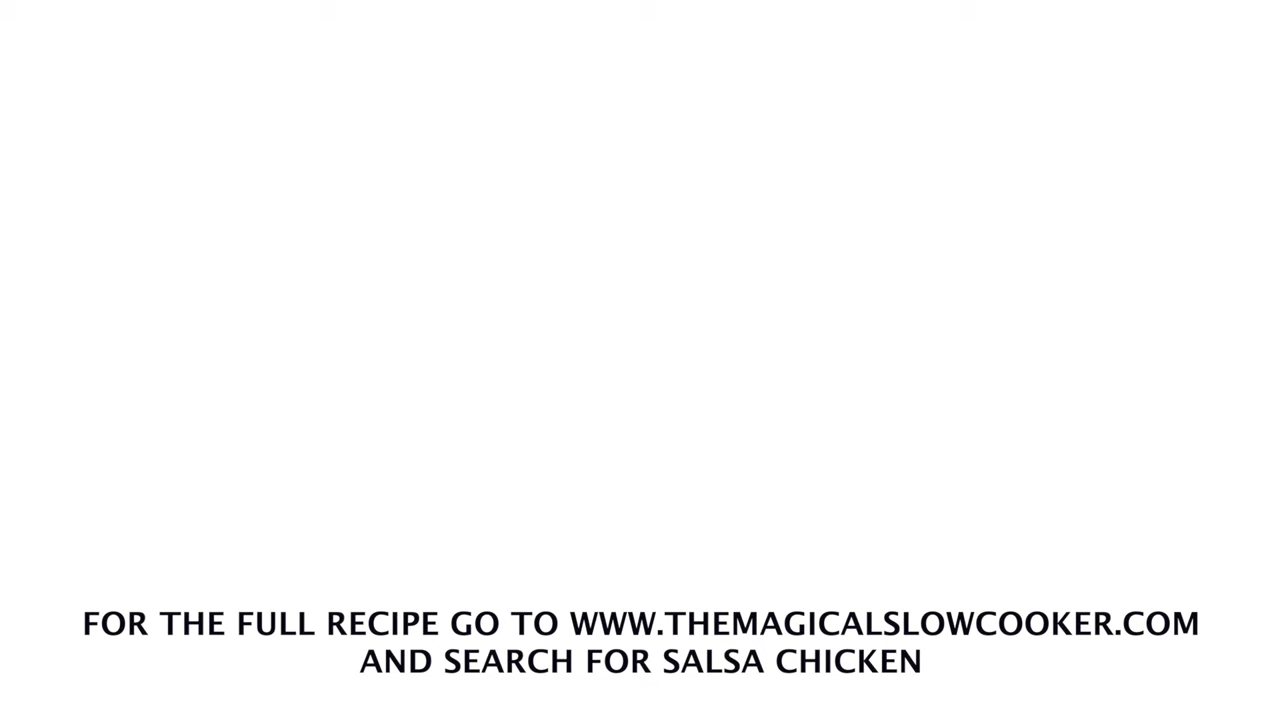 FOR THE FULL RECIPE GO TO WWW.THEMAGICALSLOWCOOKER.COM
AND SEARCH FOR SALSA CHICKEN